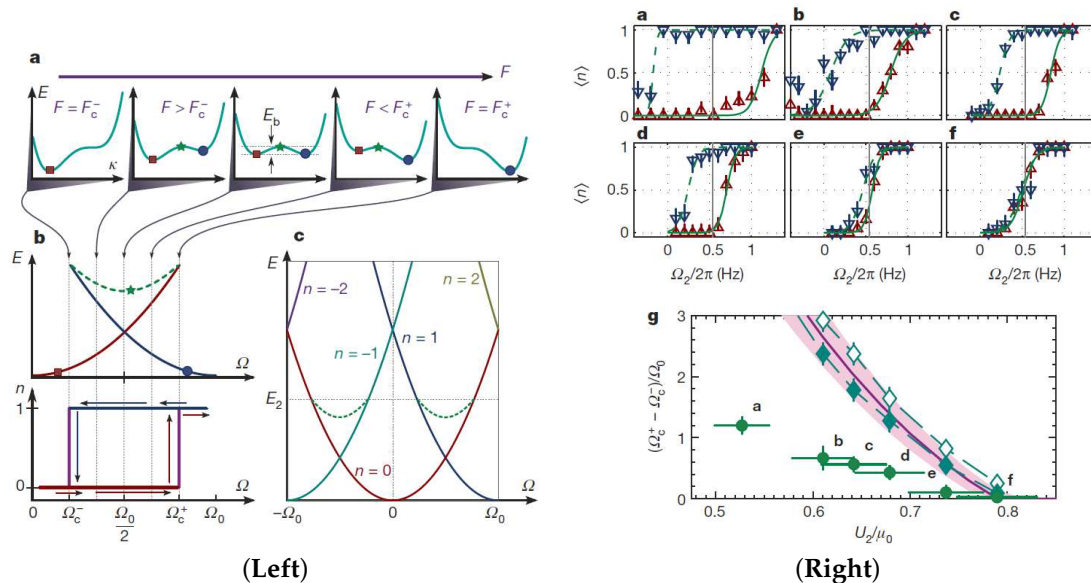 a
F
E
F = F_c^-
F > F_c^-
E_b
F < F_c^+
F = F_c^+
κ
b
E
Ω
n
1
0
0 Ω_c^- Ω_0/2 Ω_c^+ Ω_0
Ω
c
E
n = −2
n = 2
n = 1
n = −1
E_2
n = 0
Ω
−Ω_0 0 Ω_0
(Left)
a b c
⟨n⟩
1
0.5
0
d e f
⟨n⟩
1
0.5
0
0 0.5 1 0 0.5 1 0 0.5 1
Ω_2/2π (Hz) Ω_2/2π (Hz) Ω_2/2π (Hz)
g
(Ω_c^+ − Ω_c^-)/Ω_0
3
2
1
0
a
b
c
d
e
f
0.5 0.6 0.7 0.8
U_2/μ_0
(Right)